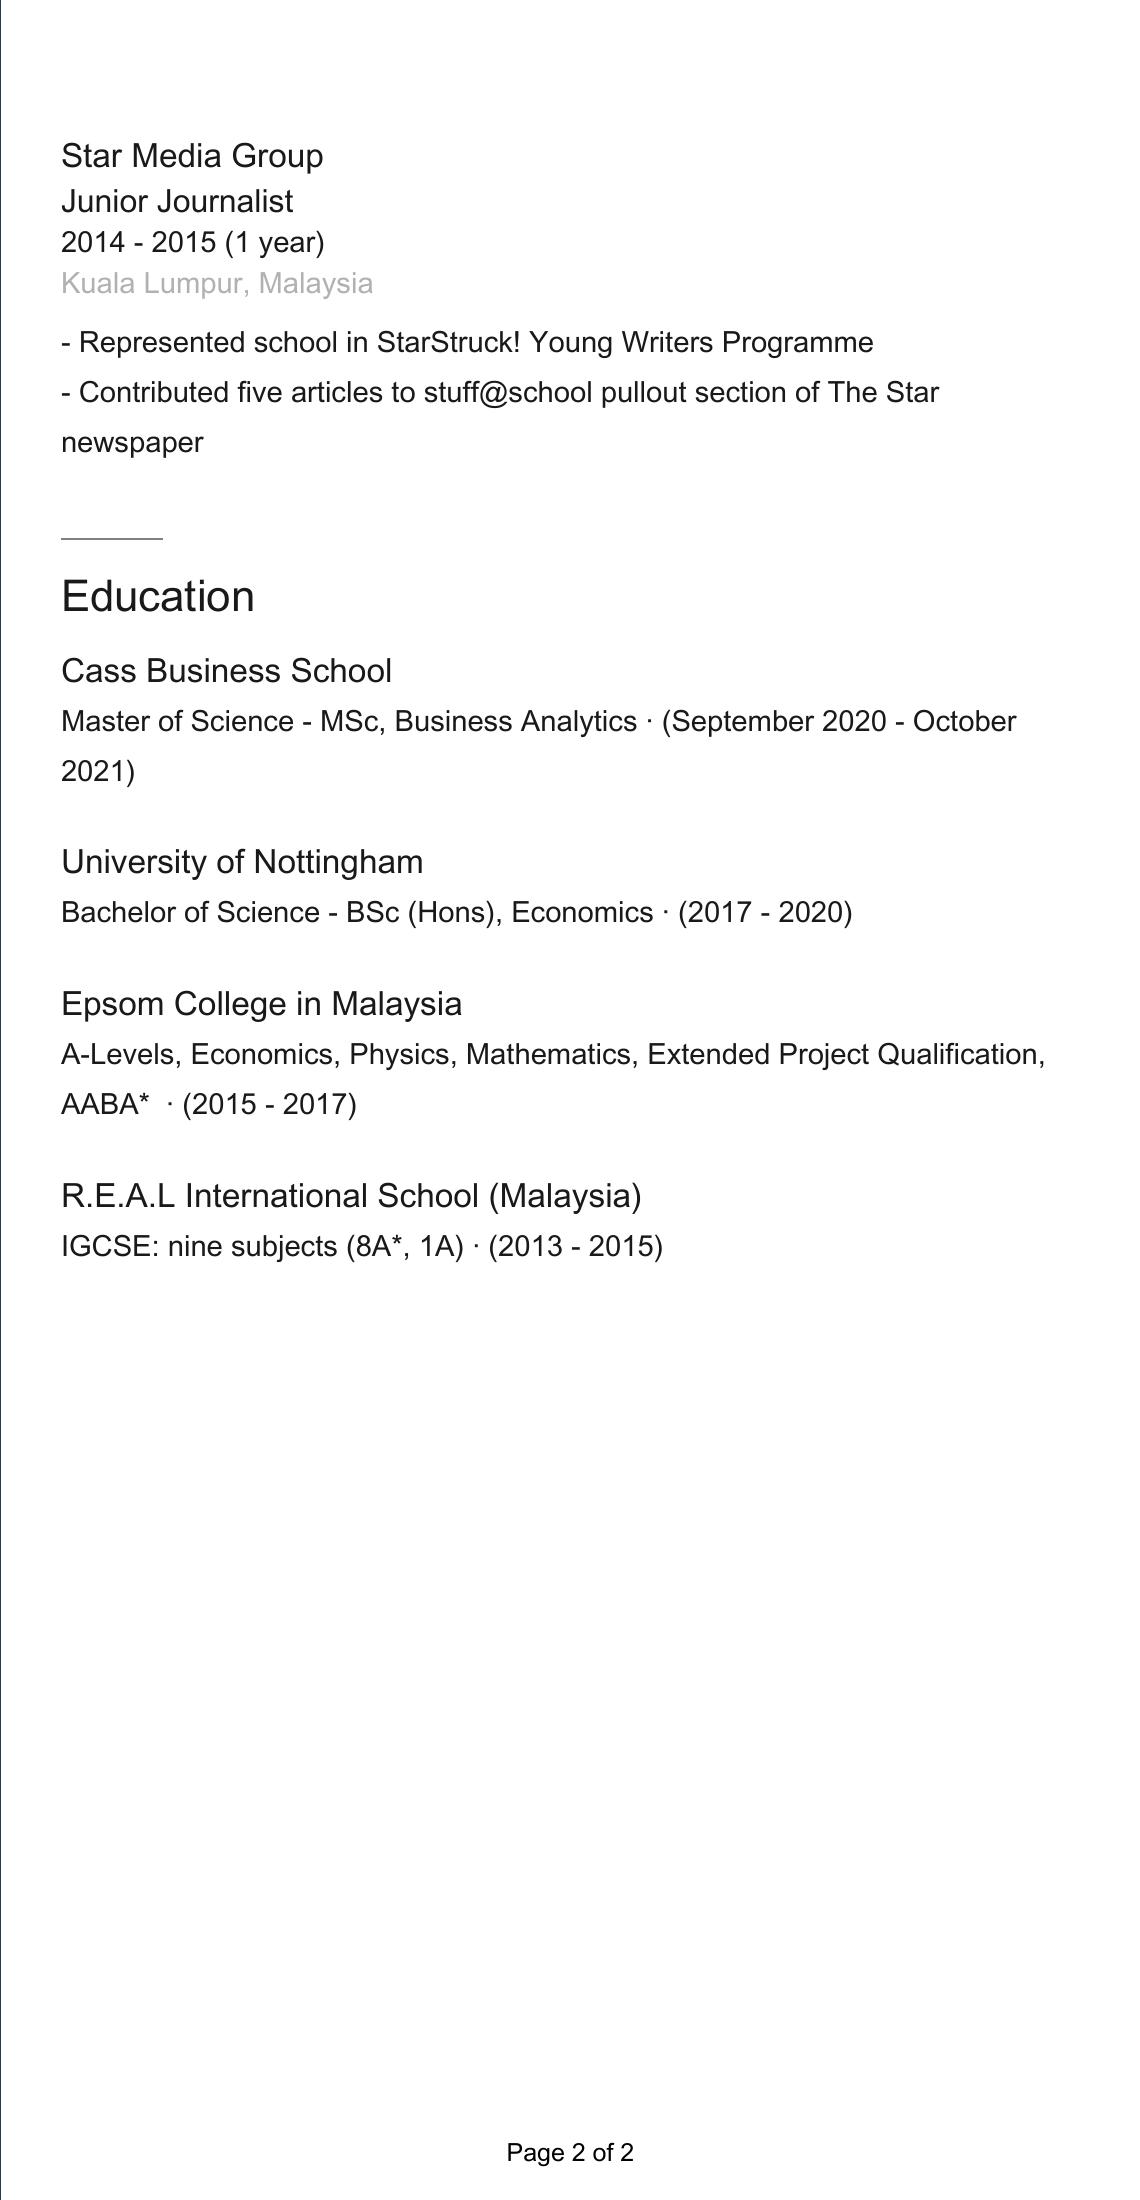 Star Media Group
Junior Journalist
2014 - 2015 (1 year)
Kuala Lumpur, Malaysia
- Represented school in StarStruck! Young Writers Programme
- Contributed five articles to stuff@school pullout section of The Star
newspaper
Education
Cass Business School
Master of Science - MSc, Business Analytics · (September 2020 - October
2021)
University of Nottingham
Bachelor of Science - BSc (Hons), Economics · (2017 - 2020)
Epsom College in Malaysia
A-Levels, Economics, Physics, Mathematics, Extended Project Qualification,
AABA*  · (2015 - 2017)
R.E.A.L International School (Malaysia)
IGCSE: nine subjects (8A*, 1A) · (2013 - 2015)
Page 2 of 2